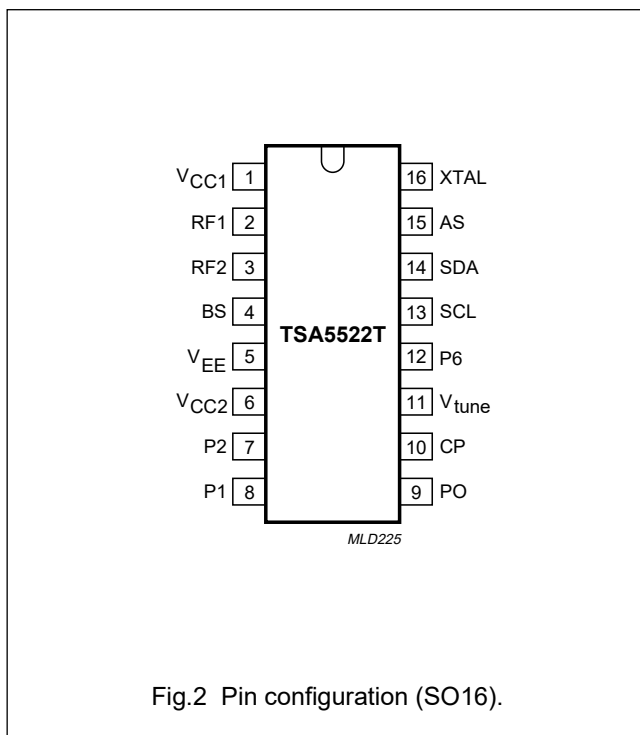 VCC1 1 16 XTAL
RF1 2 15 AS
RF2 3 14 SDA
BS 4 13 SCL
TSA5522T
VEE 5 12 P6
VCC2 6 11 Vtune
P2 7 10 CP
P1 8 9 PO
MLD225
Fig.2 Pin configuration (SO16).